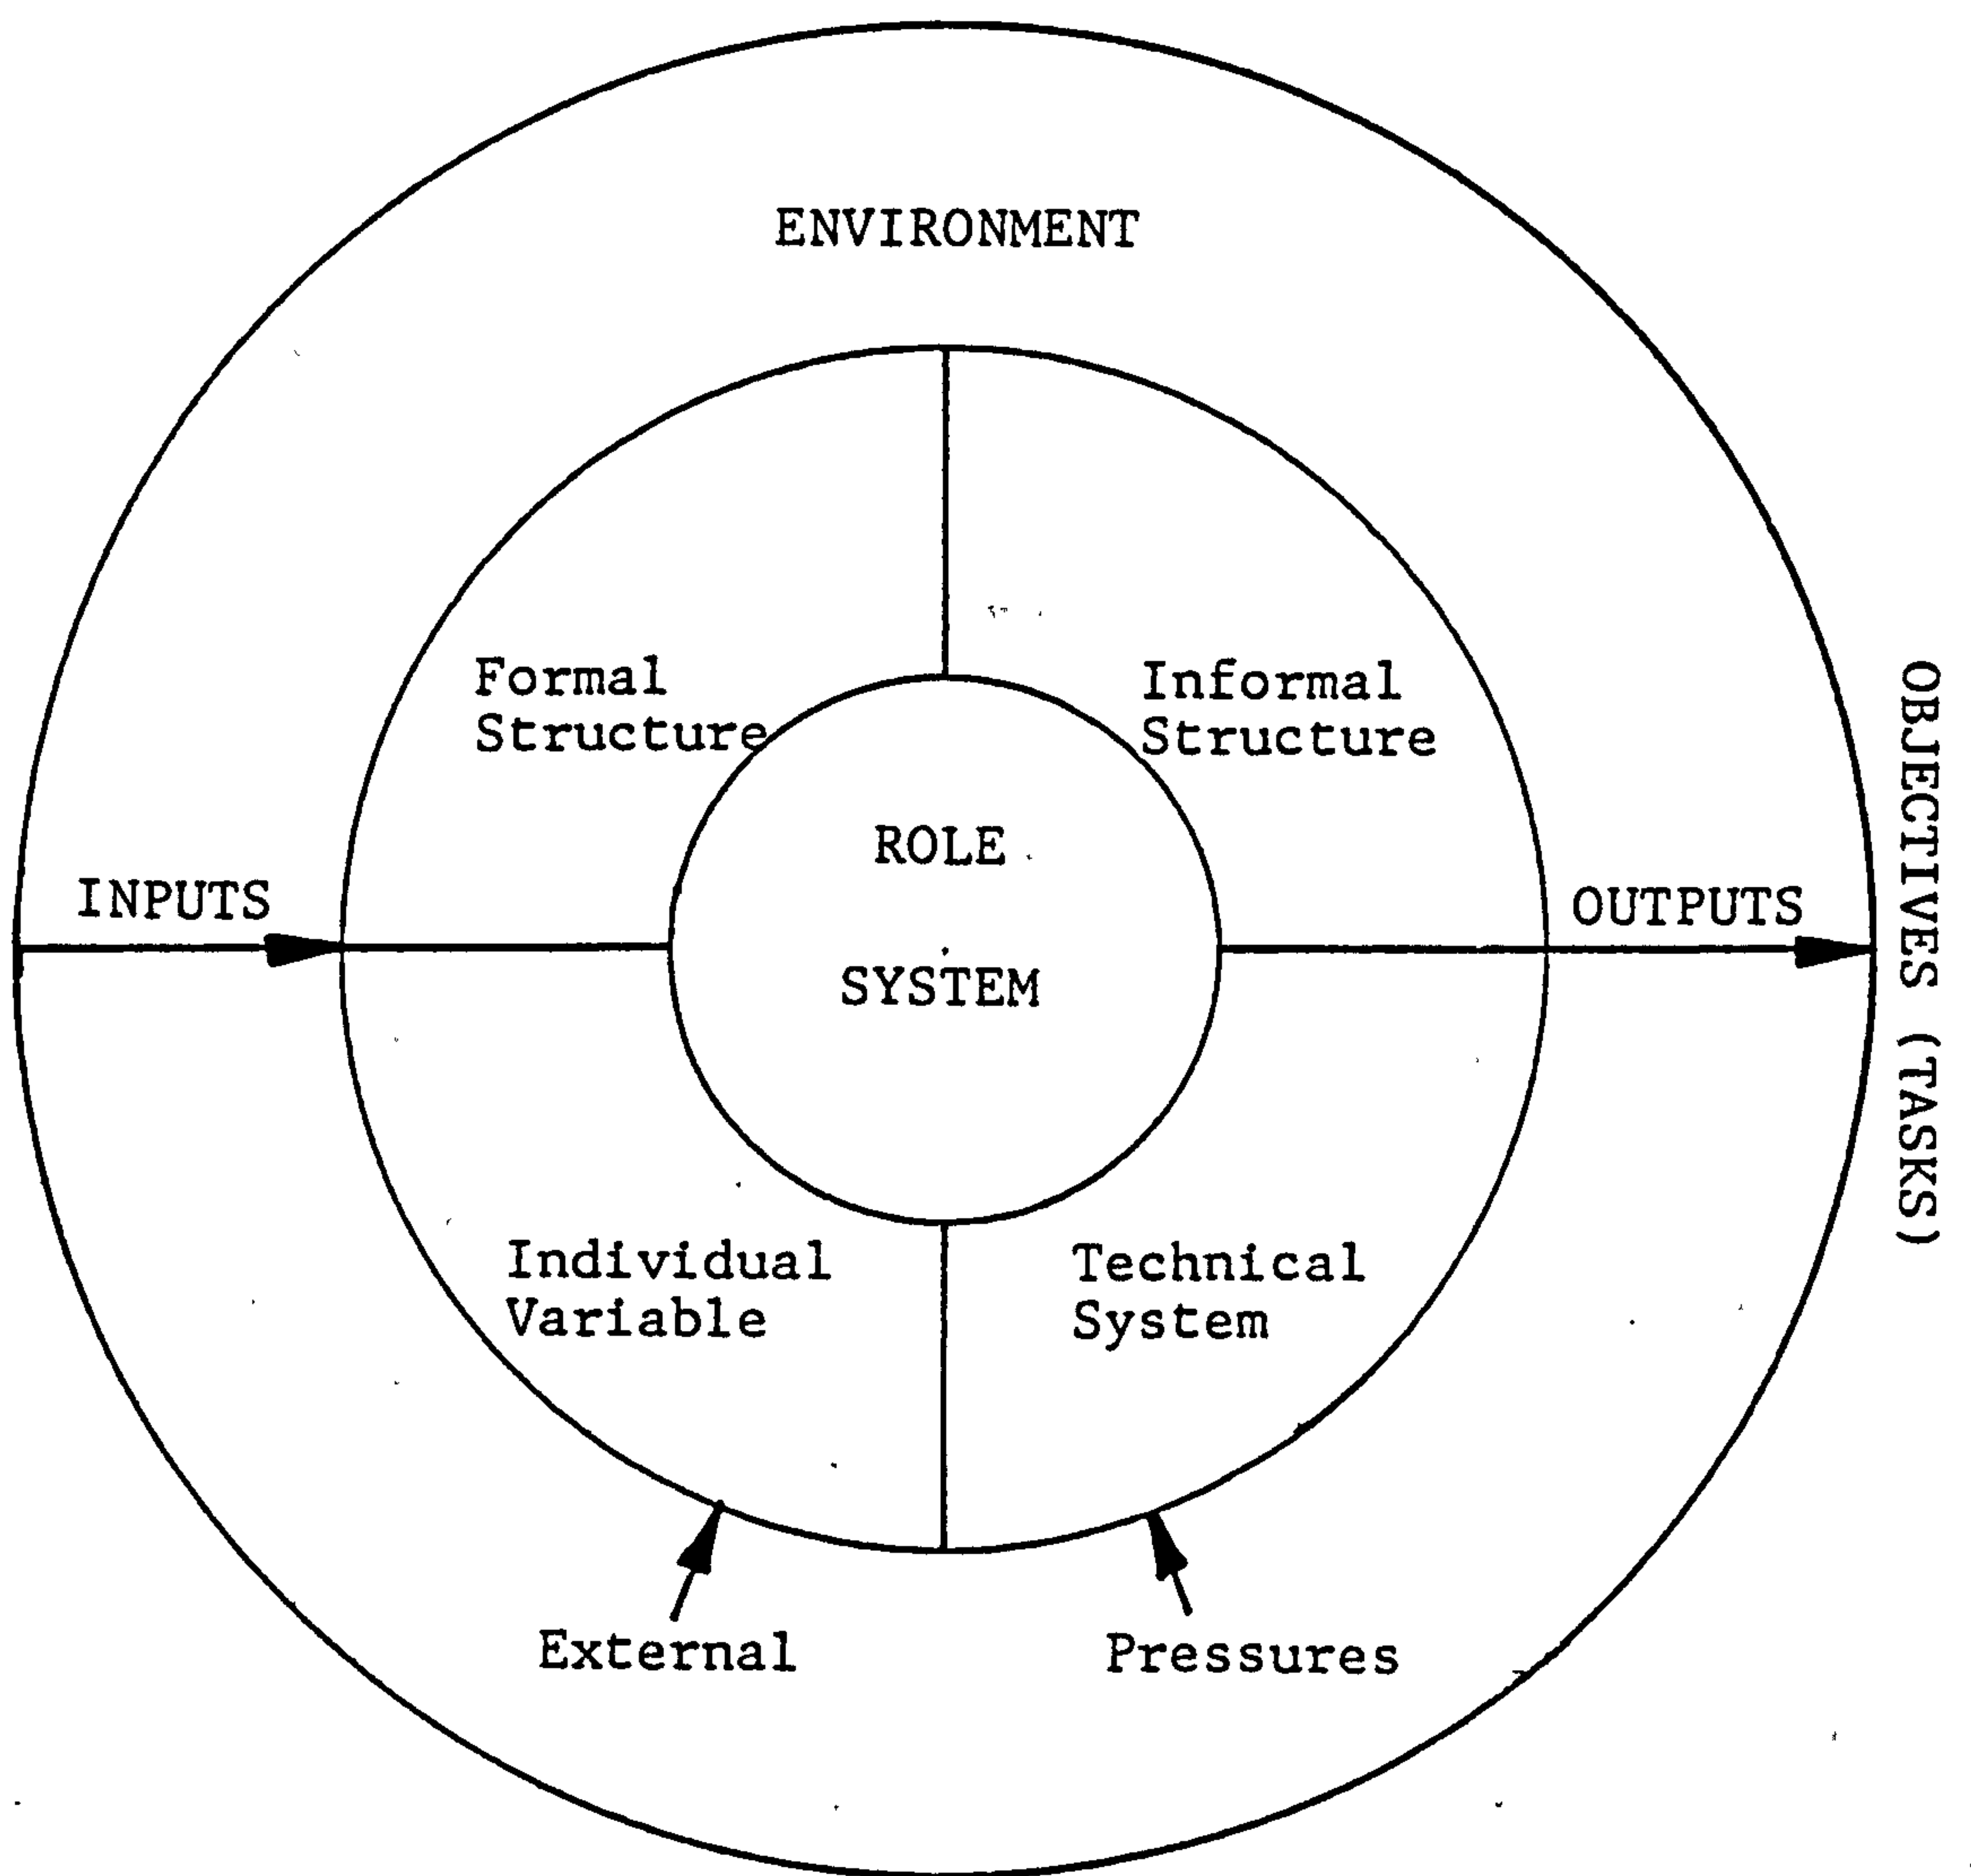 ENVIRONMENT
Formal
Structure
Informal
Structure
ROLE
SYSTEM
INPUTS
OUTPUTS
OBJECTIVES (TASKS)
Individual
Variable
Technical
System
External
Pressures